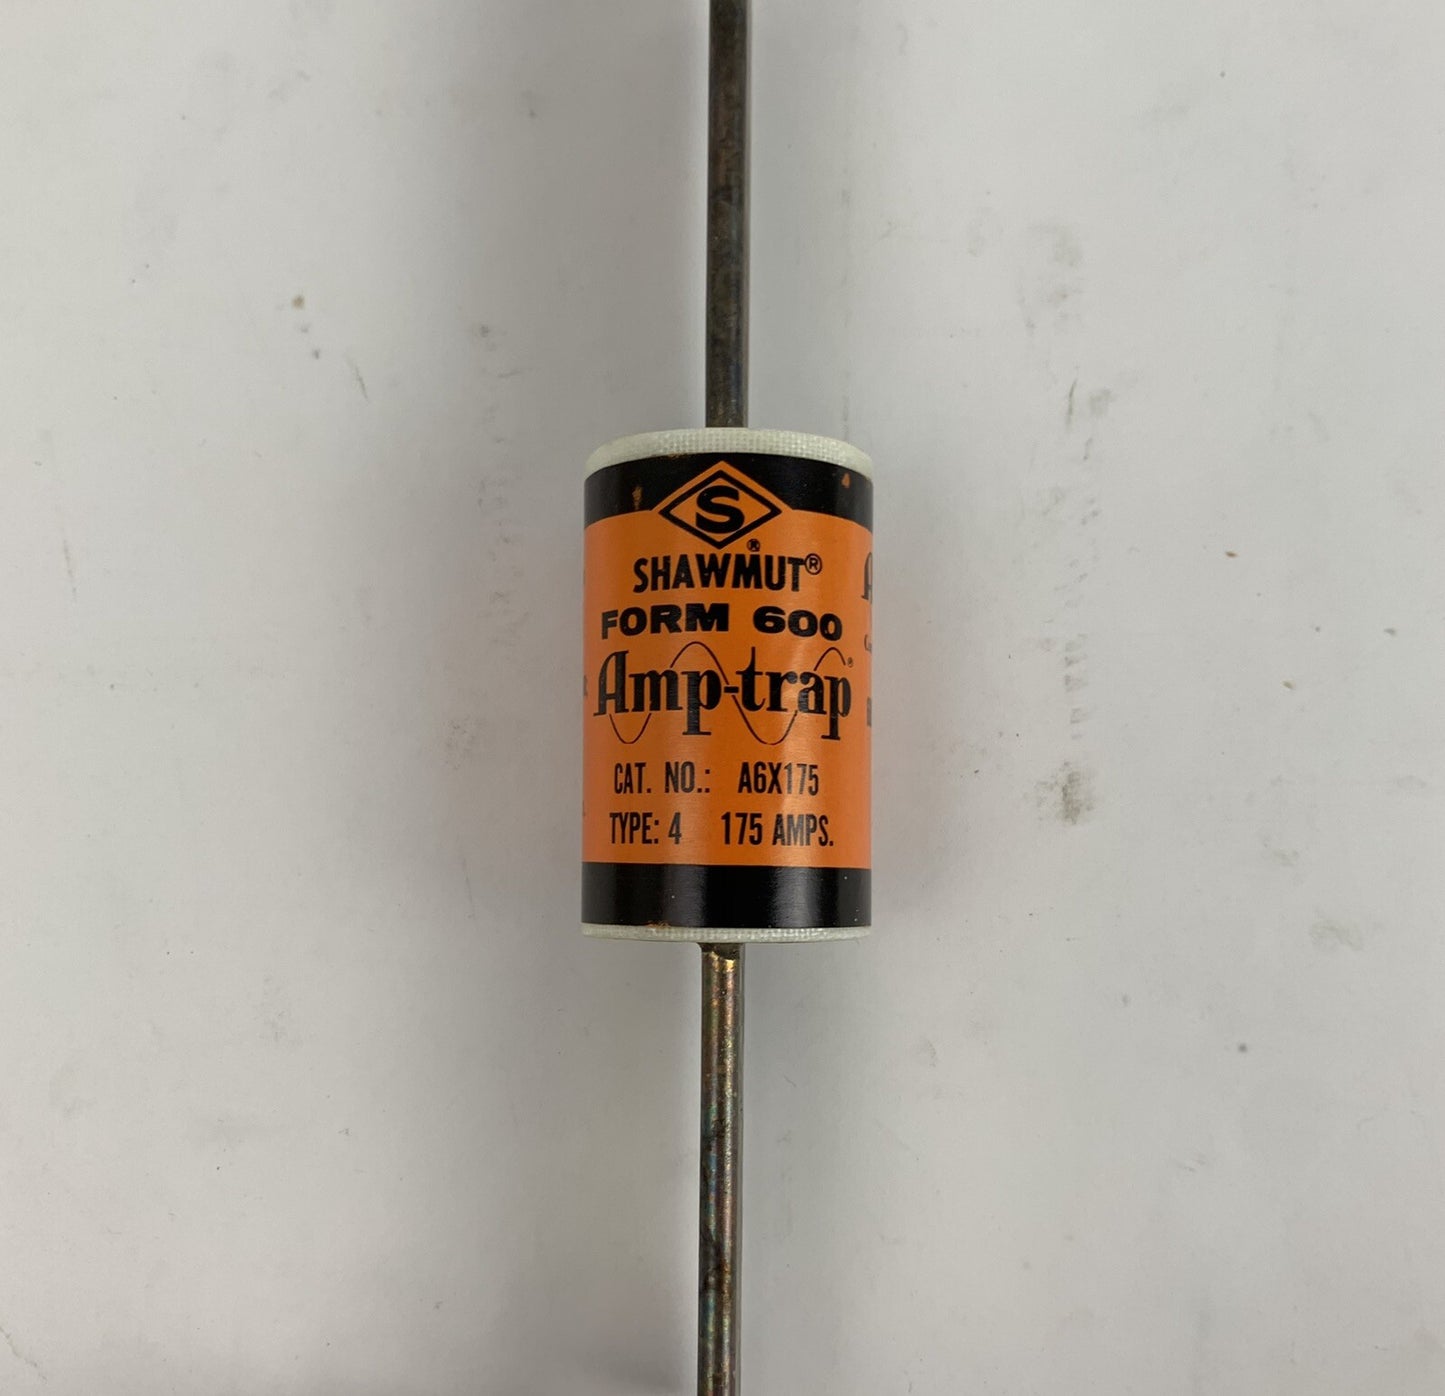 S
®
SHAWMUT®
FORM 600
Amp-trap®
CAT. NO.: A6X175
TYPE: 4 175 AMPS.